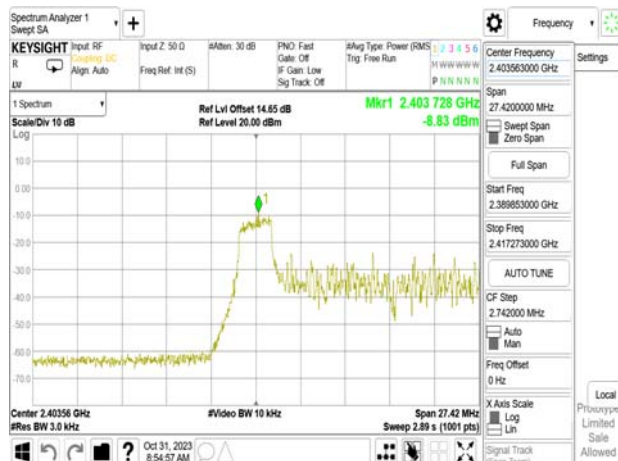 Spectrum Analyzer 1
Swept SA
Frequency
KEYSIGHT
Input: RF
Input Z: 50 Ω
#Atten: 30 dB
PNO: Fast
#Avg Type: Power (RMS)
1 2 3 4 5 6
R
Coupling: DC
Gate: Off
Trig: Free Run
M W W W W W
Align: Auto
Freq Ref: Int (S)
IF Gain: Low
Sig Track: Off
P N N N N N
1 Spectrum
Ref Lvl Offset 14.65 dB
Mkr1 2.403 728 GHz
Scale/Div 10 dB
Ref Level 20.00 dBm
-8.83 dBm
Log
10.0
0.00
-10.0
-20.0
-30.0
-40.0
-50.0
-60.0
-70.0
1
Center 2.40356 GHz
#Video BW 10 kHz
Span 27.42 MHz
#Res BW 3.0 kHz
Sweep 2.89 s (1001 pts)
Oct 31, 2023
8:54:57 AM
Center Frequency
2.403563000 GHz
Settings
Span
27.4200000 MHz
Swept Span
Zero Span
Full Span
Start Freq
2.389853000 GHz
Stop Freq
2.417273000 GHz
AUTO TUNE
CF Step
2.742000 MHz
Auto
Man
Freq Offset
0 Hz
X Axis Scale
Log
Lin
Signal Track
Local
Prototype
Limited
Sale
Allowed